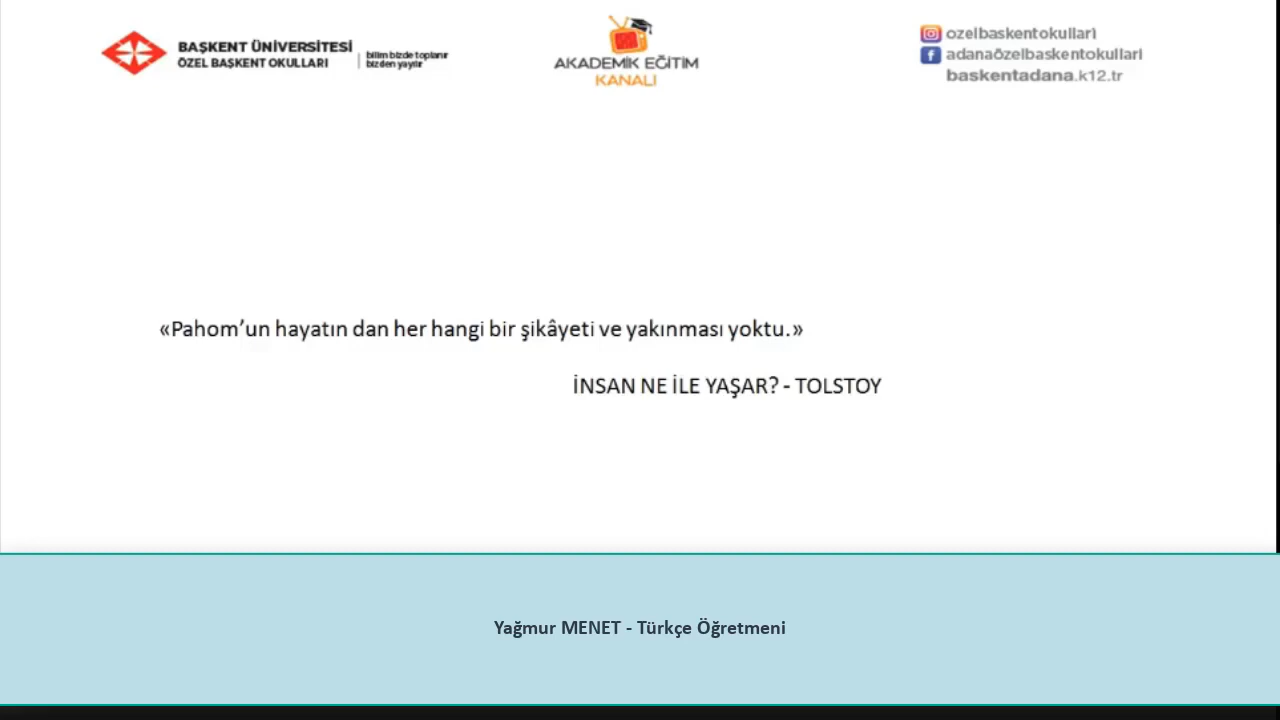 BAŞKENT ÜNİVERSİTESİ
ÖZEL BAŞKENT OKULLARI
bilim bizde toplanır
bizden yayılır
AKADEMİK EĞİTİM
KANALI
ozelbaskentokulları
adanaözelbaskentokulları
baskentadana.k12.tr
«Pahom’un hayatın dan her hangi bir şikâyeti ve yakınması yoktu.»
İNSAN NE İLE YAŞAR? - TOLSTOY
Yağmur MENET - Türkçe Öğretmeni